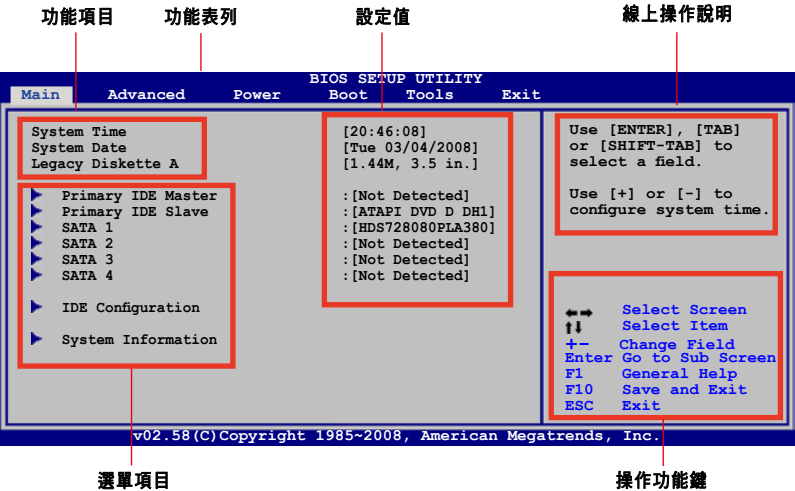 功能項目 功能表列 設定值 線上操作說明
BIOS SETUP UTILITY
Main Advanced Power Boot Tools Exit
System Time [20:46:08]
System Date [Tue 03/04/2008]
Legacy Diskette A [1.44M, 3.5 in.]
Primary IDE Master :[Not Detected]
Primary IDE Slave :[ATAPI DVD D DH1]
SATA 1 :[HDS728080PLA380]
SATA 2 :[Not Detected]
SATA 3 :[Not Detected]
SATA 4 :[Not Detected]
IDE Configuration
System Information
Use [ENTER], [TAB]
or [SHIFT-TAB] to
select a field.
Use [+] or [-] to
configure system time.
←→ Select Screen
↑↓ Select Item
+- Change Field
Enter Go to Sub Screen
F1 General Help
F10 Save and Exit
ESC Exit
v02.58(C)Copyright 1985~2008, American Megatrends, Inc.
選單項目 操作功能鍵